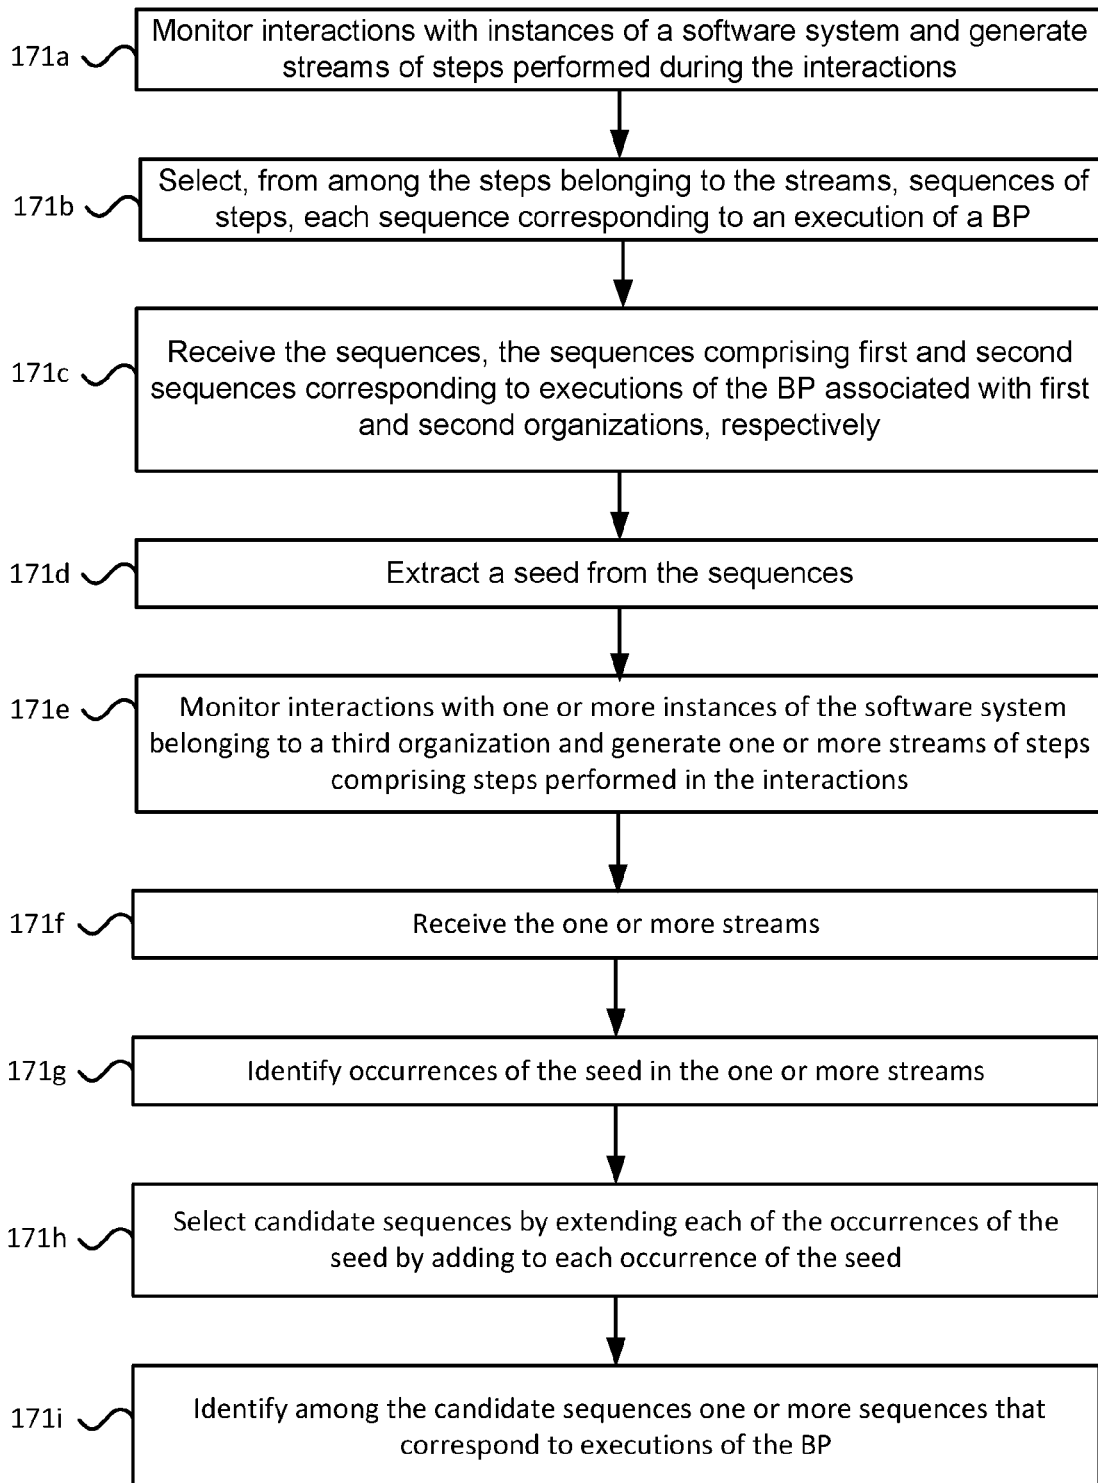 171a
Monitor interactions with instances of a software system and generate
streams of steps performed during the interactions
171b
Select, from among the steps belonging to the streams, sequences of
steps, each sequence corresponding to an execution of a BP
171c
Receive the sequences, the sequences comprising first and second
sequences corresponding to executions of the BP associated with first
and second organizations, respectively
171d
Extract a seed from the sequences
171e
Monitor interactions with one or more instances of the software system
belonging to a third organization and generate one or more streams of steps
comprising steps performed in the interactions
171f
Receive the one or more streams
171g
Identify occurrences of the seed in the one or more streams
171h
Select candidate sequences by extending each of the occurrences of the
seed by adding to each occurrence of the seed
171i
Identify among the candidate sequences one or more sequences that
correspond to executions of the BP